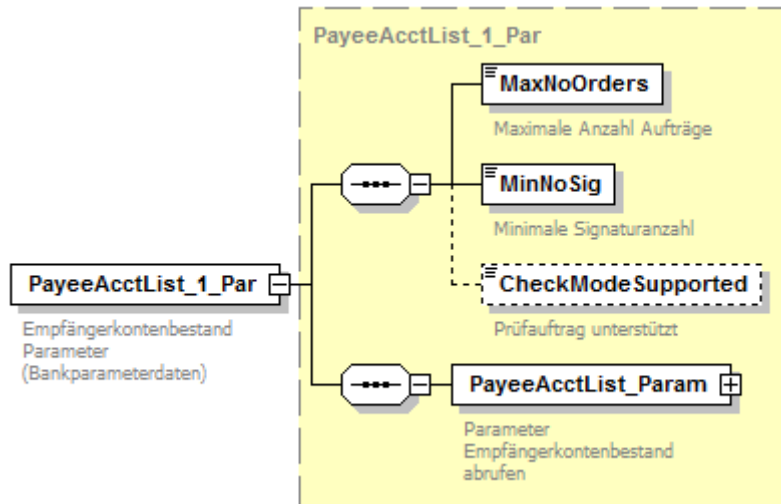 PayeeAcctList_1_Par
MaxNoOrders
Maximale Anzahl Aufträge
MinNoSig
Minimale Signaturanzahl
PayeeAcctList_1_Par
Empfängerkontenbestand
Parameter
(Bankparameterdaten)
CheckModeSupported
Prüfauftrag unterstützt
PayeeAcctList_Param
Parameter
Empfängerkontenbestand
abrufen